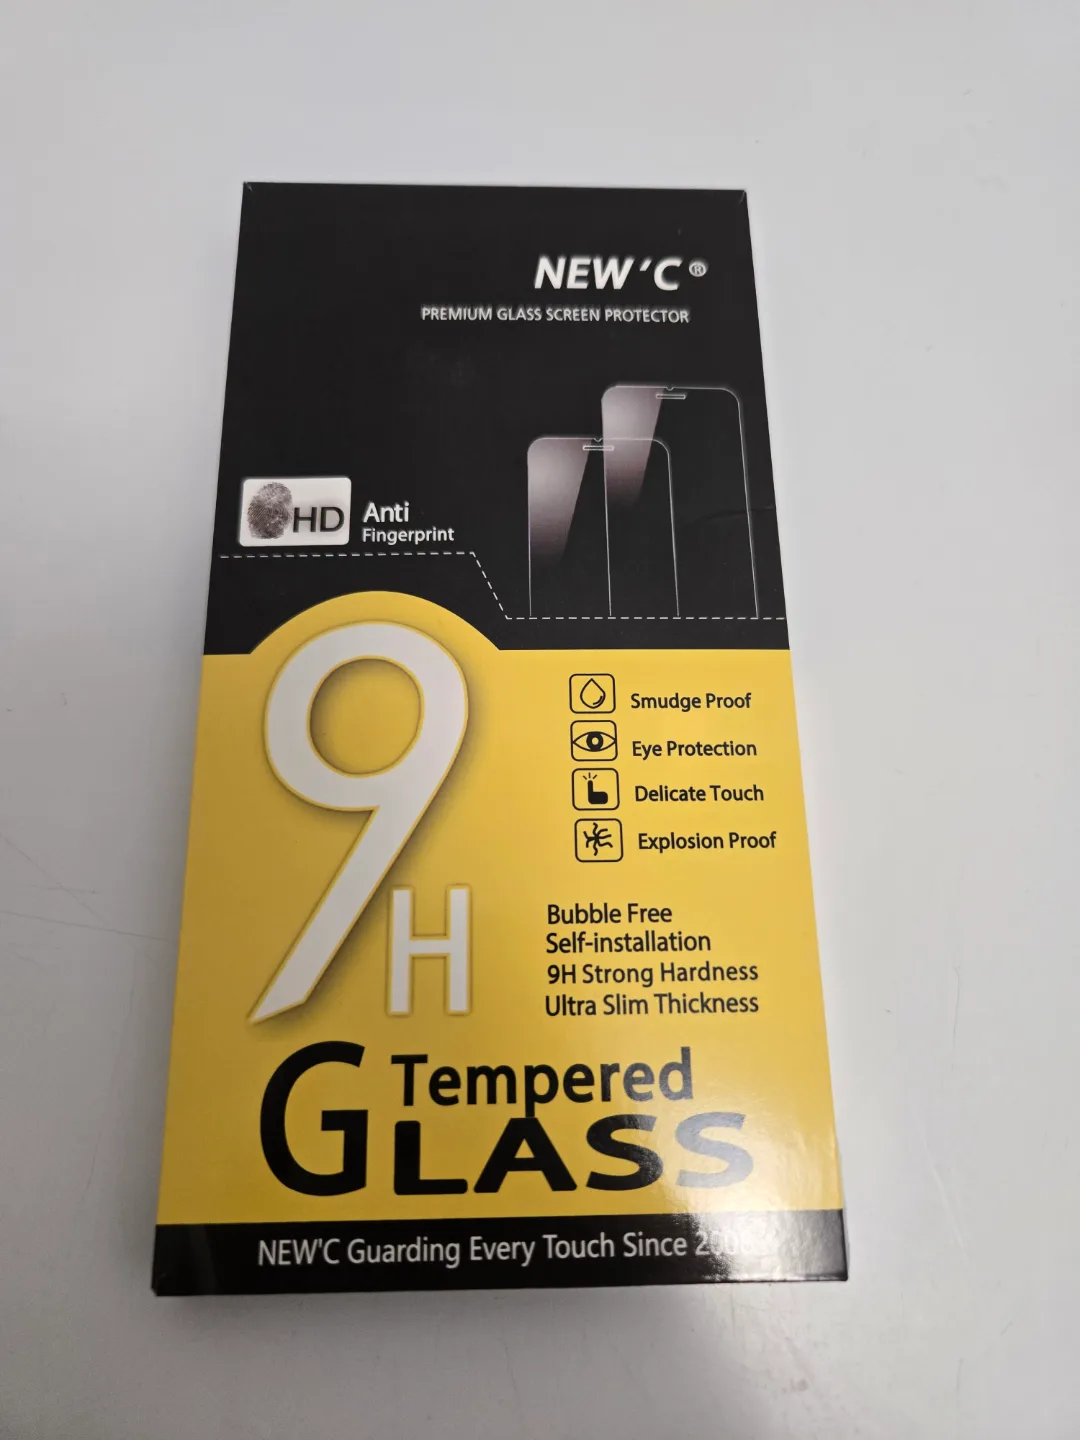 NEW'C®
PREMIUM GLASS SCREEN PROTECTOR
HD
Anti
Fingerprint
9H
Smudge Proof
Eye Protection
Delicate Touch
Explosion Proof
Bubble Free
Self-installation
9H Strong Hardness
Ultra Slim Thickness
Tempered
GLASS
NEW'C Guarding Every Touch Since